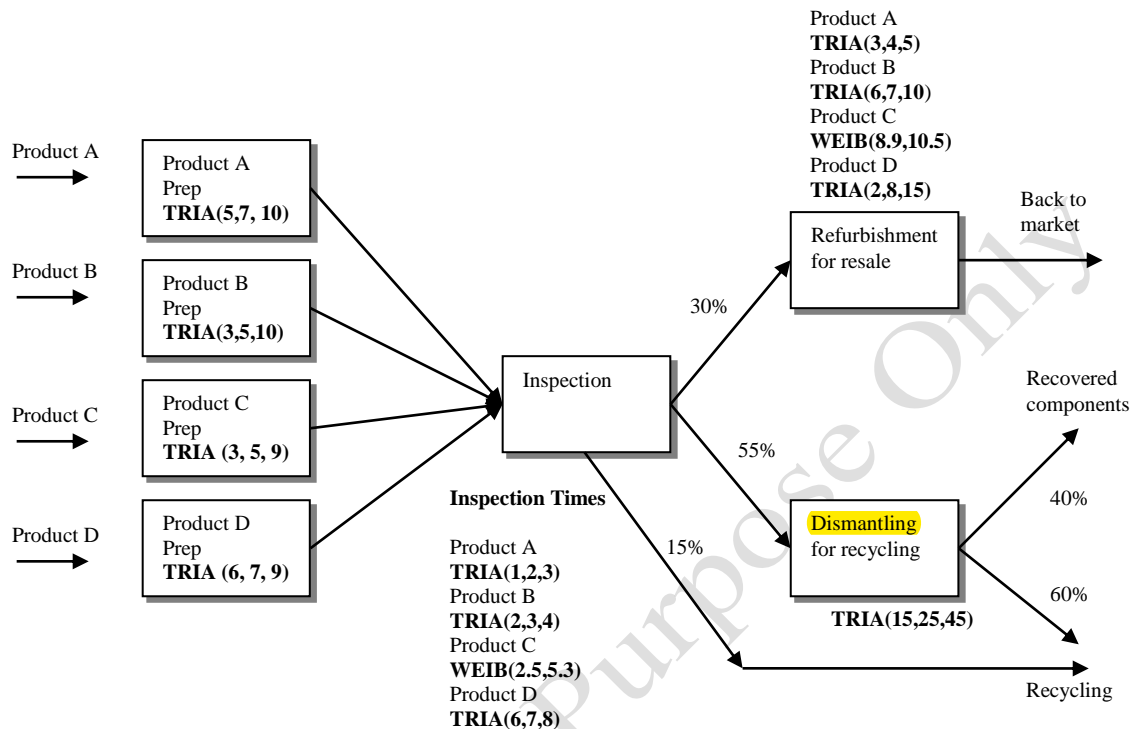 Product A
TRIA(3,4,5)
Product B
TRIA(6,7,10)
Product C
WEIB(8.9,10.5)
Product D
TRIA(2,8,15)
Product A
Product A
Prep
TRIA(5,7, 10)
Back to
market
Refurbishment
for resale
Product B
Product B
Prep
TRIA(3,5,10)
30%
Inspection
Recovered
components
Product C
Product C
Prep
TRIA (3, 5, 9)
55%
40%
Inspection Times
Product D
Product D
Prep
TRIA (6, 7, 9)
Dismantling
for recycling
15%
60%
Product A
TRIA(1,2,3)
Product B
TRIA(2,3,4)
Product C
WEIB(2.5,5.3)
Product D
TRIA(6,7,8)
TRIA(15,25,45)
Recycling
Purpose Only